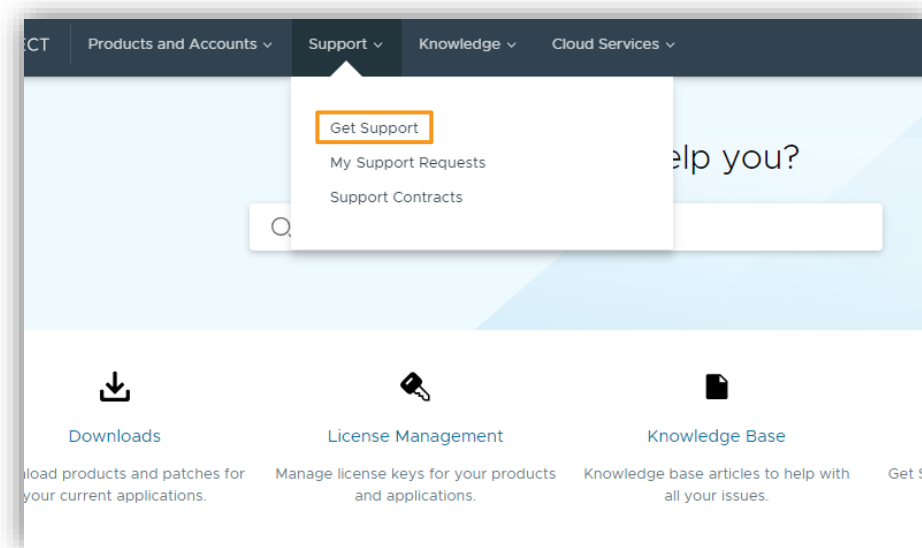 ECT Products and Accounts Support Knowledge Cloud Services
Get Support
My Support Requests
Support Contracts
elp you?
Downloads
License Management
Knowledge Base
load products and patches for
your current applications.
Manage license keys for your products
and applications.
Knowledge base articles to help with
all your issues.
Get S